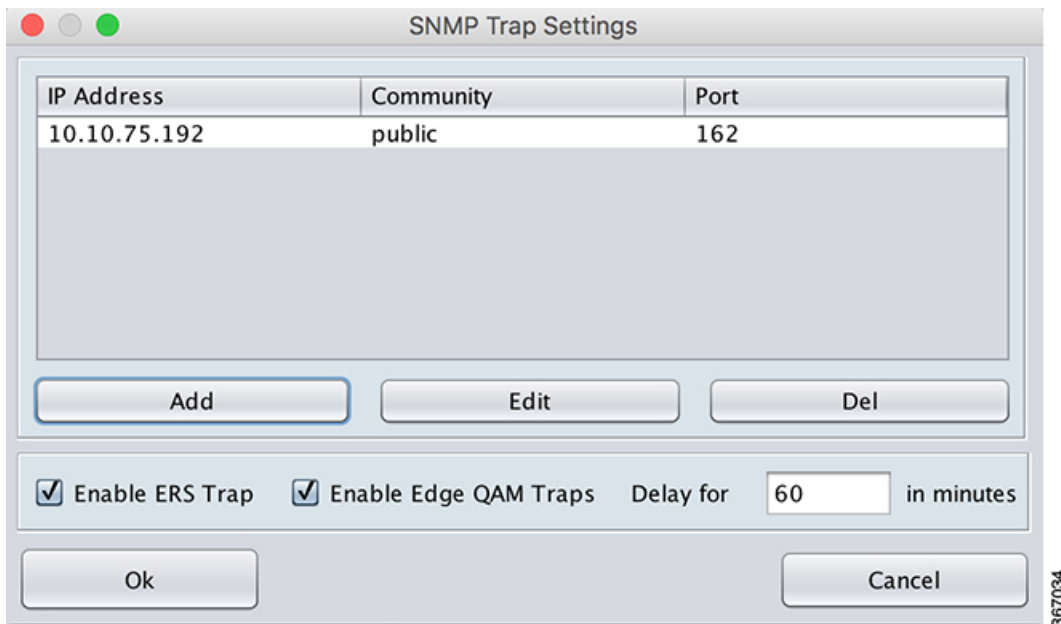 SNMP Trap Settings
IP Address Community Port
10.10.75.192 public 162
Add Edit Del
Enable ERS Trap Enable Edge QAM Traps Delay for 60 in minutes
Ok Cancel
367034